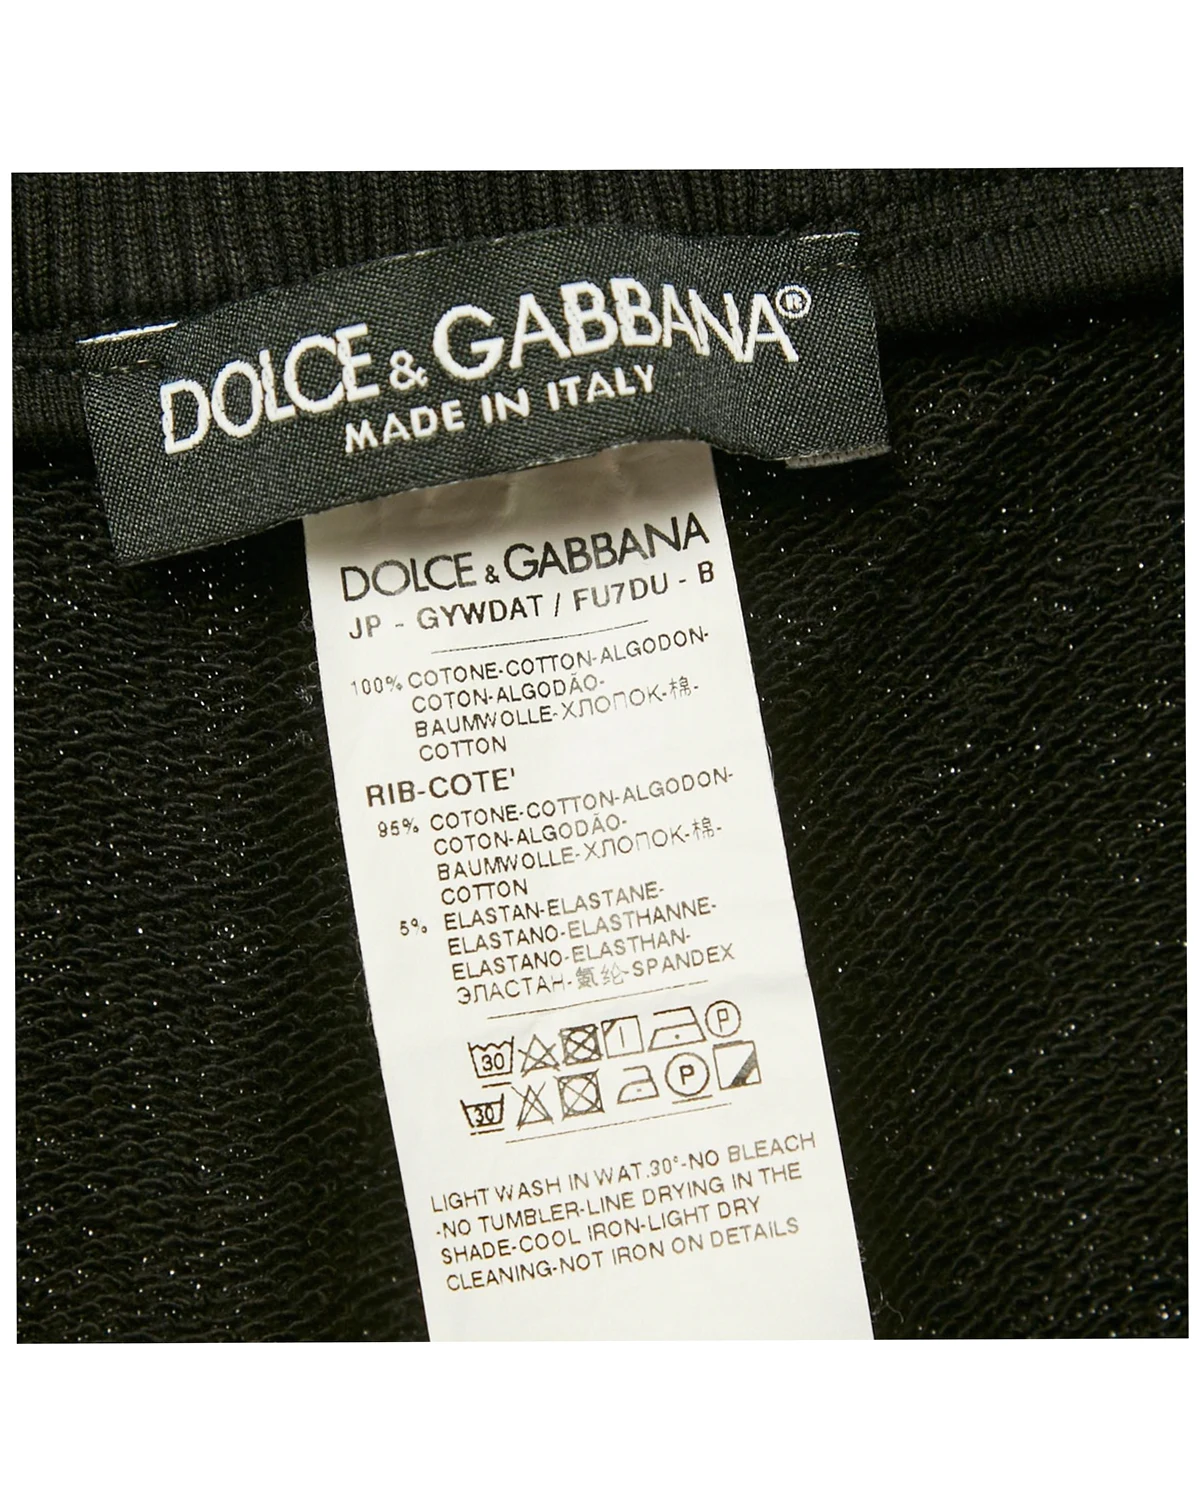 DOLCE & GABBANA®
MADE IN ITALY
DOLCE & GABBANA
JP - GYWDAT / FU7DU - B
100% COTONE-COTTON-ALGODON-
COTON-ALGODÃO-
BAUMWOLLE-ХЛОПОК-棉-
COTTON
RIB-COTE'
95% COTONE-COTTON-ALGODON-
COTON-ALGODÃO-
BAUMWOLLE-ХЛОПОК-棉-
COTTON
5% ELASTAN-ELASTANE-
ELASTANO-ELASTHANNE-
ELASTANO-ELASTHAN-
ЭЛАСТАН-氨纶-SPANDEX
30 P
30 P
LIGHT WASH IN WAT.30°-NO BLEACH
-NO TUMBLER-LINE DRYING IN THE
SHADE-COOL IRON-LIGHT DRY
CLEANING-NOT IRON ON DETAILS